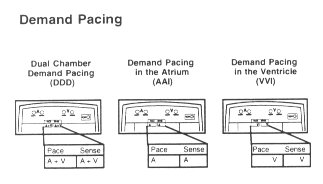 Demand Pacing
Dual Chamber
Demand Pacing
(DDD)
Demand Pacing
in the Atrium
(AAI)
Demand Pacing
in the Ventricle
(VVI)
Pace Sense
A + V A + V
Pace Sense
A A
Pace Sense
V V